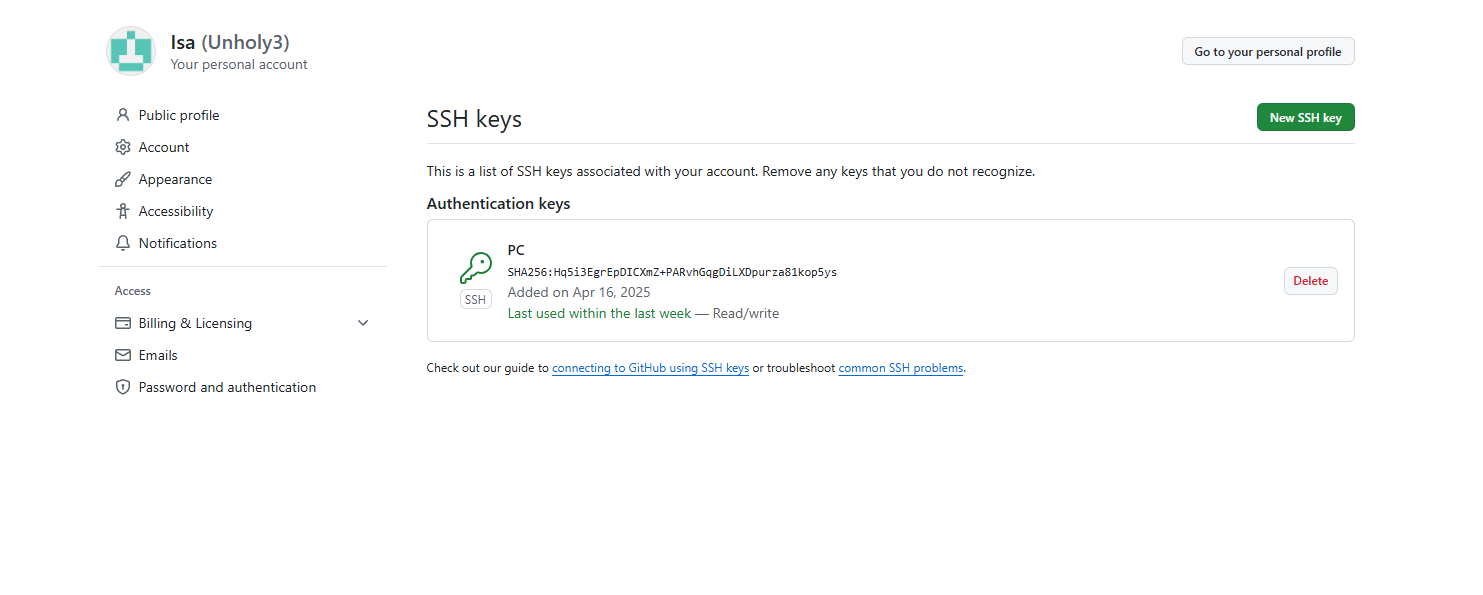 Isa (Unholy3)
Your personal account
Go to your personal profile
Public profile
Account
Appearance
Accessibility
Notifications
Access
Billing & Licensing
Emails
Password and authentication
SSH keys
New SSH key
This is a list of SSH keys associated with your account. Remove any keys that you do not recognize.
Authentication keys
PC
SHA256:Hq5i3EgrEpDICXmZ+PARvhGqgDiLXDpurza81kop5ys
SSH
Added on Apr 16, 2025
Last used within the last week — Read/write
Delete
Check out our guide to connecting to GitHub using SSH keys or troubleshoot common SSH problems.